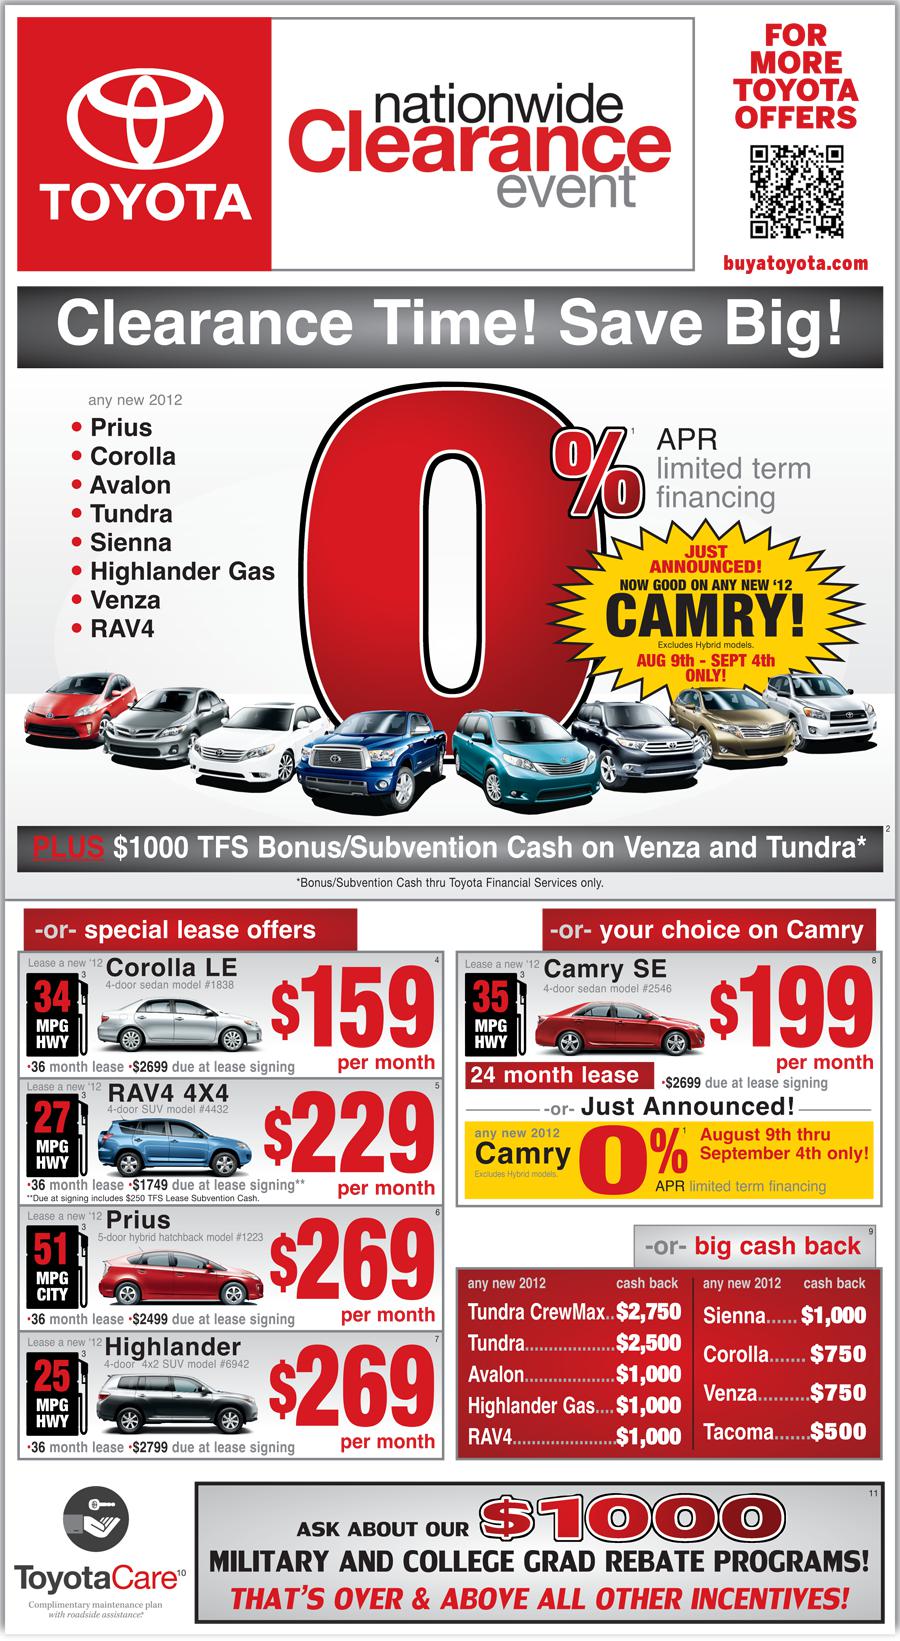 TOYOTA
nationwide
Clearance
event
FOR
MORE
TOYOTA
OFFERS
buyatoyota.com
Clearance Time! Save Big!
any new 2012
• Prius
• Corolla
• Avalon
• Tundra
• Sienna
• Highlander Gas
• Venza
• RAV4
0%1
APR
limited term
financing
JUST
ANNOUNCED!
NOW GOOD ON ANY NEW '12
CAMRY!
Excludes Hybrid models.
AUG 9th - SEPT 4th
ONLY!
PLUS $1000 TFS Bonus/Subvention Cash on Venza and Tundra* 2
*Bonus/Subvention Cash thru Toyota Financial Services only.
-or- special lease offers
Lease a new '12 Corolla LE 4
4-door sedan model #1838
3
34
MPG
HWY
$159
per month
•36 month lease •$2699 due at lease signing
Lease a new '12 RAV4 4X4 5
4-door SUV model #4432
3
27
MPG
HWY
$229
per month
•36 month lease •$1749 due at lease signing**
**Due at signing includes $250 TFS Lease Subvention Cash.
Lease a new '12 Prius 6
5-door hybrid hatchback model #1223
3
51
MPG
CITY
$269
per month
•36 month lease •$2499 due at lease signing
Lease a new '12 Highlander 7
4-door 4x2 SUV model #6942
3
25
MPG
HWY
$269
per month
•36 month lease •$2799 due at lease signing
-or- your choice on Camry
Lease a new '12 Camry SE 8
4-door sedan model #2546
3
35
MPG
HWY
$199
per month
24 month lease •$2699 due at lease signing
-or- Just Announced!
any new 2012
Camry
Excludes Hybrid models.
0%1
August 9th thru
September 4th only!
APR limited term financing
-or- big cash back 9
any new 2012 cash back
Tundra CrewMax..$2,750
Tundra....................$2,500
Avalon....................$1,000
Highlander Gas....$1,000
RAV4.......................$1,000
any new 2012 cash back
Sienna...... $1,000
Corolla....... $750
Venza.........$750
Tacoma.......$500
ToyotaCare10
Complimentary maintenance plan
with roadside assistance.
11
ASK ABOUT OUR $1000
MILITARY AND COLLEGE GRAD REBATE PROGRAMS!
THAT'S OVER & ABOVE ALL OTHER INCENTIVES!